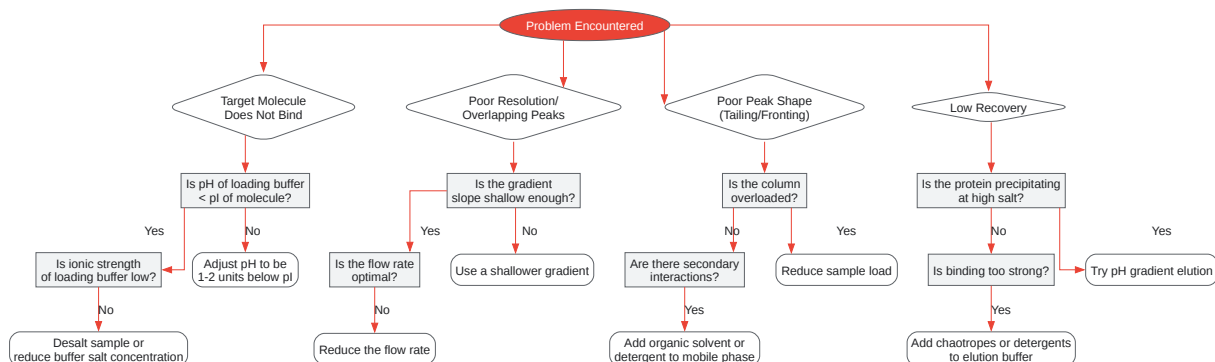 Problem Encountered
Target Molecule
Does Not Bind
Poor Resolution/
Overlapping Peaks
Poor Peak Shape
(Tailing/Fronting)
Low Recovery
Is pH of loading buffer
< pI of molecule?
Is the gradient
slope shallow enough?
Is the column
overloaded?
Is the protein precipitating
at high salt?
Yes
No
Yes
No
No
Yes
No
Yes
Is ionic strength
of loading buffer low?
Adjust pH to be
1-2 units below pI
Is the flow rate
optimal?
Use a shallower gradient
Are there secondary
interactions?
Reduce sample load
Is binding too strong?
Try pH gradient elution
No
No
Yes
Yes
Desalt sample or
reduce buffer salt concentration
Reduce the flow rate
Add organic solvent or
detergent to mobile phase
Add chaotropes or detergents
to elution buffer